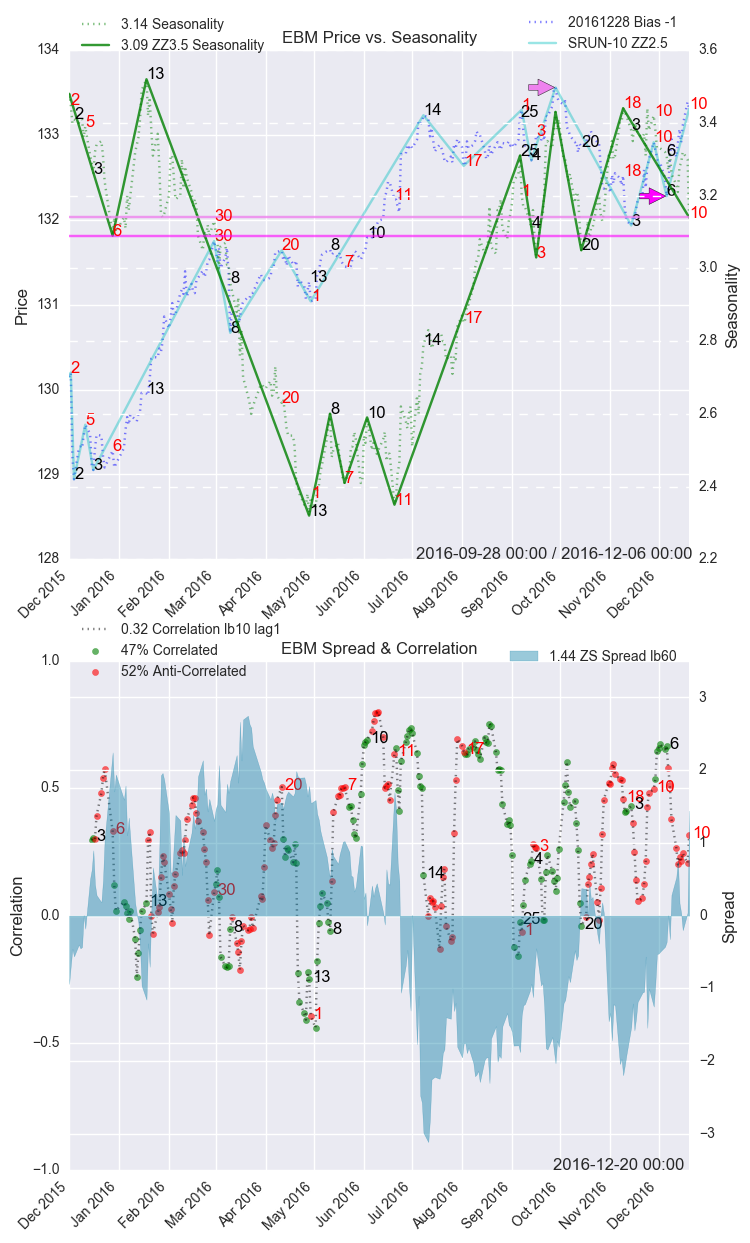 3.14 Seasonality
3.09 ZZ3.5 Seasonality
EBM Price vs. Seasonality
20161228 Bias -1
SRUN-10 ZZ2.5
134
133
132
131
130
129
128
Price
3.6
3.4
3.2
3.0
2.8
2.6
2.4
2.2
Seasonality
2
2
5
3
6
13
30
30
8
8
20
8
13
1
7
10
11
14
17
1
25
3
25
4
1
4
3
29
20
18
3
10
10
18
6
6
3
10
10
2
2
5
3
6
13
20
8
1
13
7
10
11
14
17
2016-09-28 00:00 / 2016-12-06 00:00
Dec 2015
Jan 2016
Feb 2016
Mar 2016
Apr 2016
May 2016
Jun 2016
Jul 2016
Aug 2016
Sep 2016
Oct 2016
Nov 2016
Dec 2016
0.32 Correlation lb10 lag1
47% Correlated
52% Anti-Correlated
EBM Spread & Correlation
1.44 ZS Spread lb60
1.0
0.5
0.0
−0.5
−1.0
Correlation
3
2
1
0
−1
−2
−3
Spread
3
6
13
30
8
20
13
1
7
8
10
11
14
17
25
1
3
4
20
18
3
10
6
10
2016-12-20 00:00
Dec 2015
Jan 2016
Feb 2016
Mar 2016
Apr 2016
May 2016
Jun 2016
Jul 2016
Aug 2016
Sep 2016
Oct 2016
Nov 2016
Dec 2016